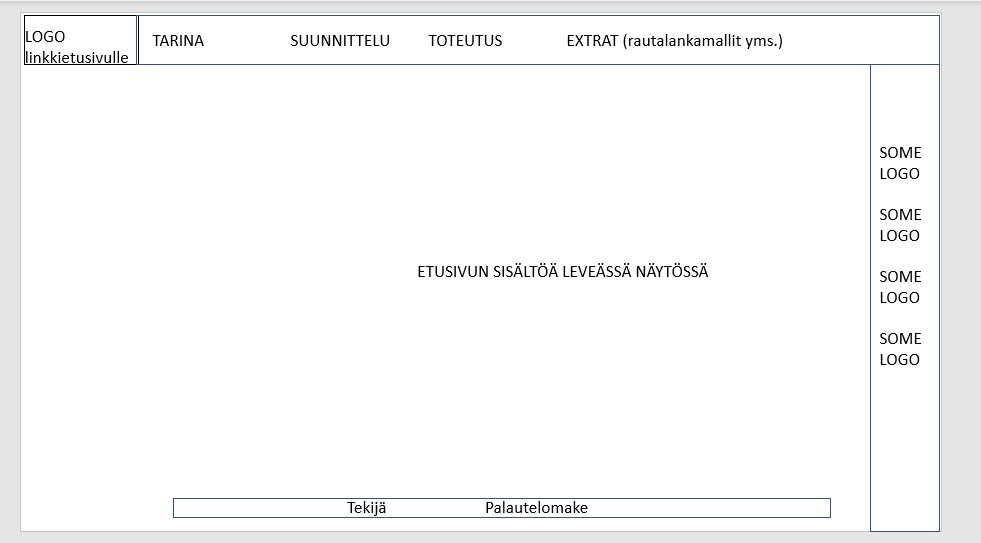 LOGO
linkkietusivulle
TARINA
SUUNNITTELU
TOTEUTUS
EXTRAT (rautalankamallit yms.)
SOME
LOGO
SOME
LOGO
SOME
LOGO
SOME
LOGO
ETUSIVUN SISÄLTÖÄ LEVEÄSSÄ NÄYTÖSSÄ
Tekijä
Palautelomake